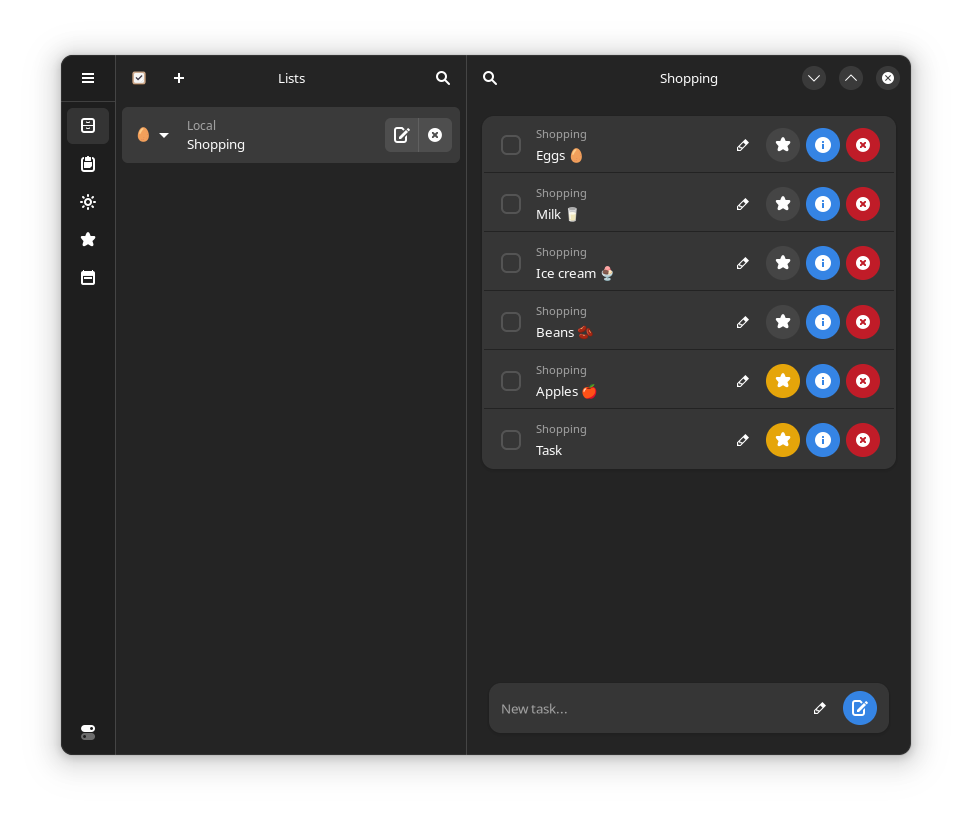 Lists
Shopping
Local
Shopping
Shopping
Eggs 🥚
Shopping
Milk 🥛
Shopping
Ice cream 🍨
Shopping
Beans 🫘
Shopping
Apples 🍎
Shopping
Task
New task...